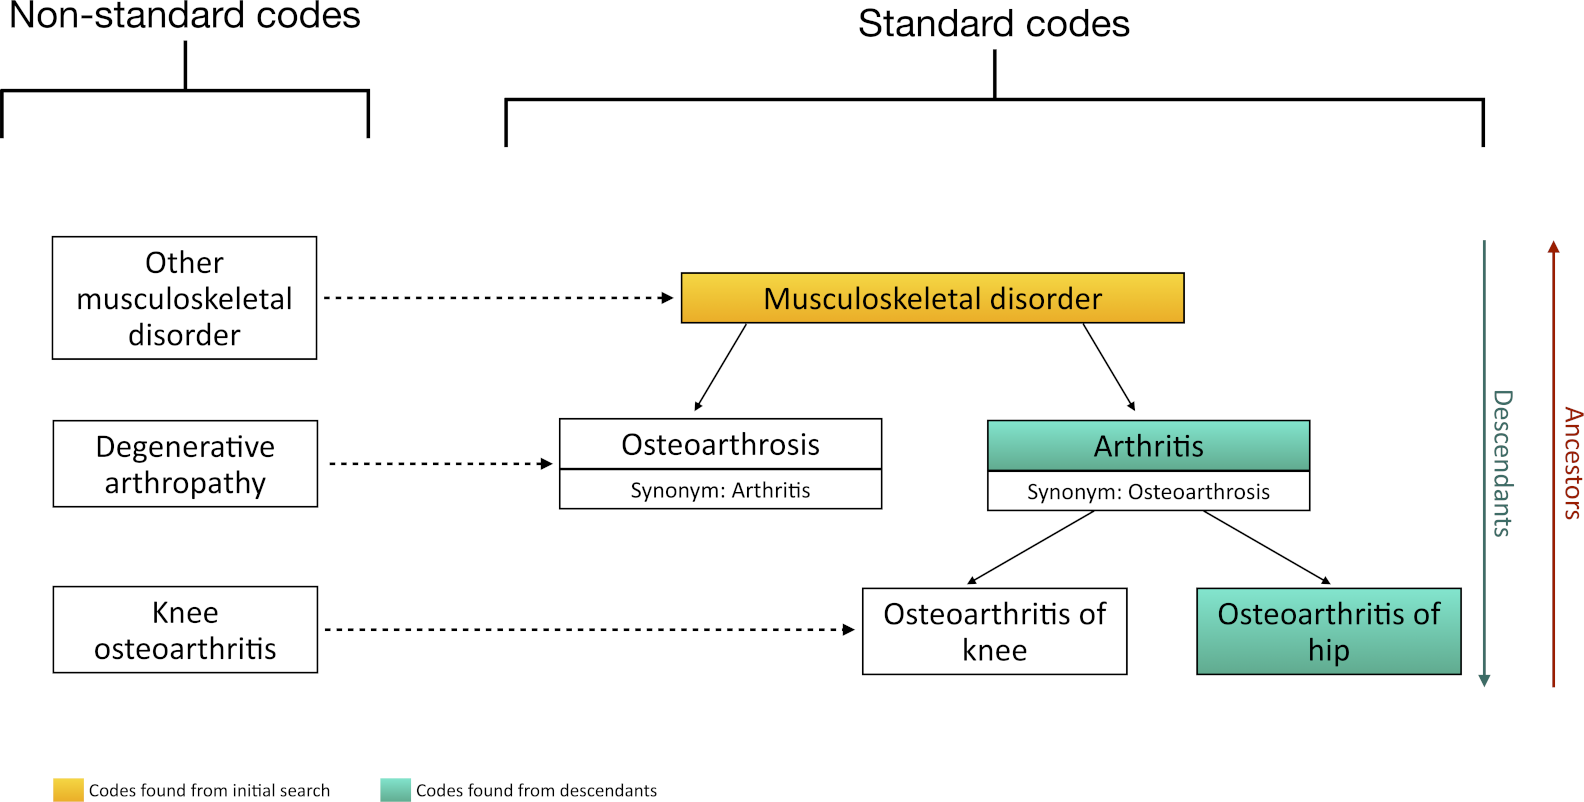 Non-standard codes
Standard codes
Other
musculoskeletal
disorder
Musculoskeletal disorder
Degenerative
arthropathy
Osteoarthrosis
Synonym: Arthritis
Arthritis
Synonym: Osteoarthrosis
Knee
osteoarthritis
Osteoarthritis of
knee
Osteoarthritis of
hip
Descendants
Ancestors
Codes found from initial search
Codes found from descendants